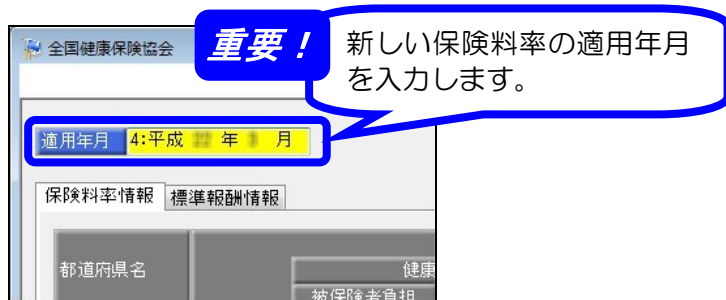 全国健康保険協会
重要！
新しい保険料率の適用年月
を入力します。
適用年月 4:平成 年 月
保険料率情報 標準報酬情報
都道府県名
健康
被保険者負担